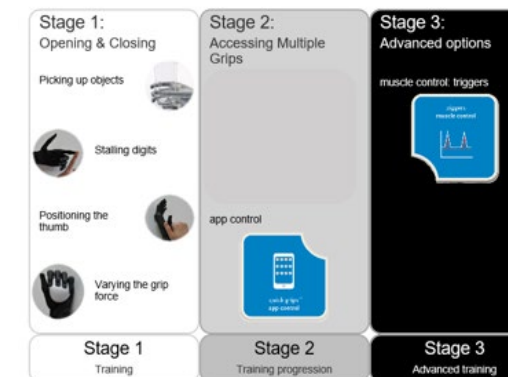 Stage 1:
Opening & Closing
Picking up objects
Stalling digits
Positioning the
thumb
Varying the grip
force
Stage 2:
Accessing Multiple
Grips
app control
quick grips™
app control
Stage 3:
Advanced options
muscle control: triggers
triggers
muscle control
Stage 1
Training
Stage 2
Training progression
Stage 3
Advanced training